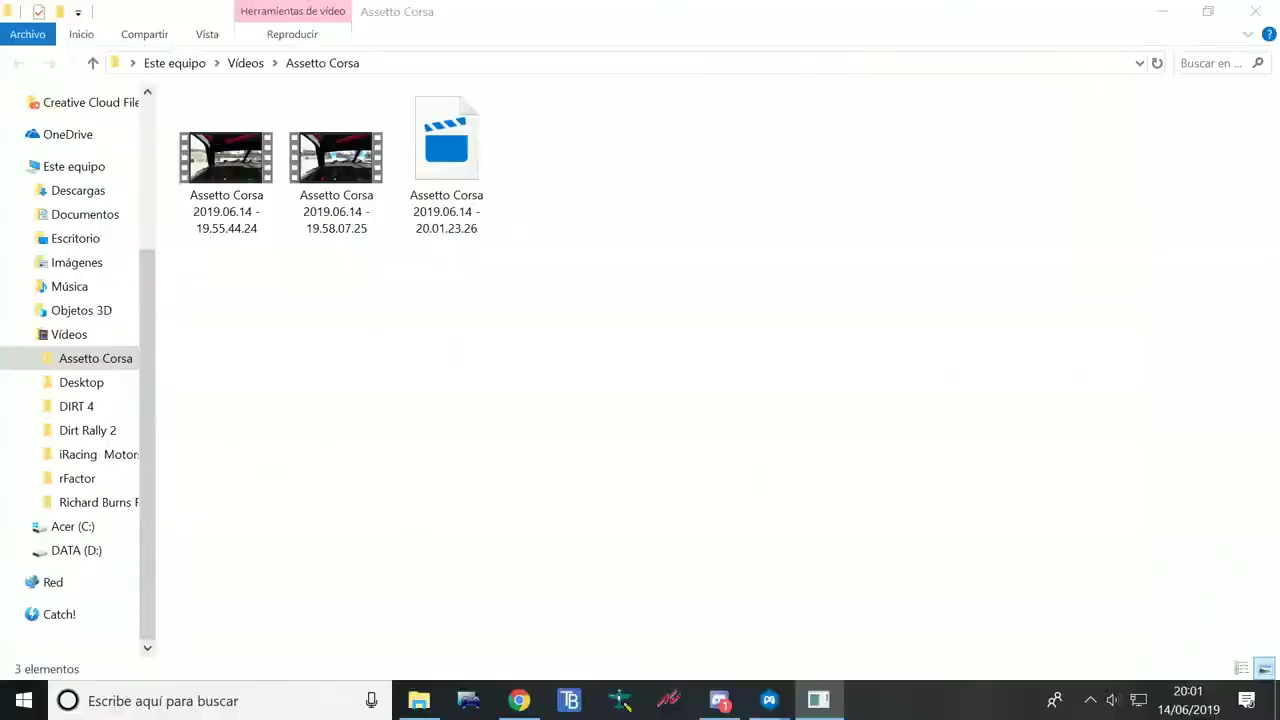 Herramientas de vídeo
Assetto Corsa
Archivo
Inicio
Compartir
Vista
Reproducir
Este equipo
Vídeos
Assetto Corsa
Buscar en ...
Creative Cloud File
OneDrive
Este equipo
Descargas
Documentos
Escritorio
Imágenes
Música
Objetos 3D
Vídeos
Assetto Corsa
Desktop
DIRT 4
Dirt Rally 2
iRacing Motor
rFactor
Richard Burns
Acer (C:)
DATA (D:)
Red
Catch!
Assetto Corsa
2019.06.14 -
19.55.44.24
Assetto Corsa
2019.06.14 -
19.58.07.25
Assetto Corsa
2019.06.14 -
20.01.23.26
3 elementos
Escribe aquí para buscar
TB
1
20:01
14/06/2019